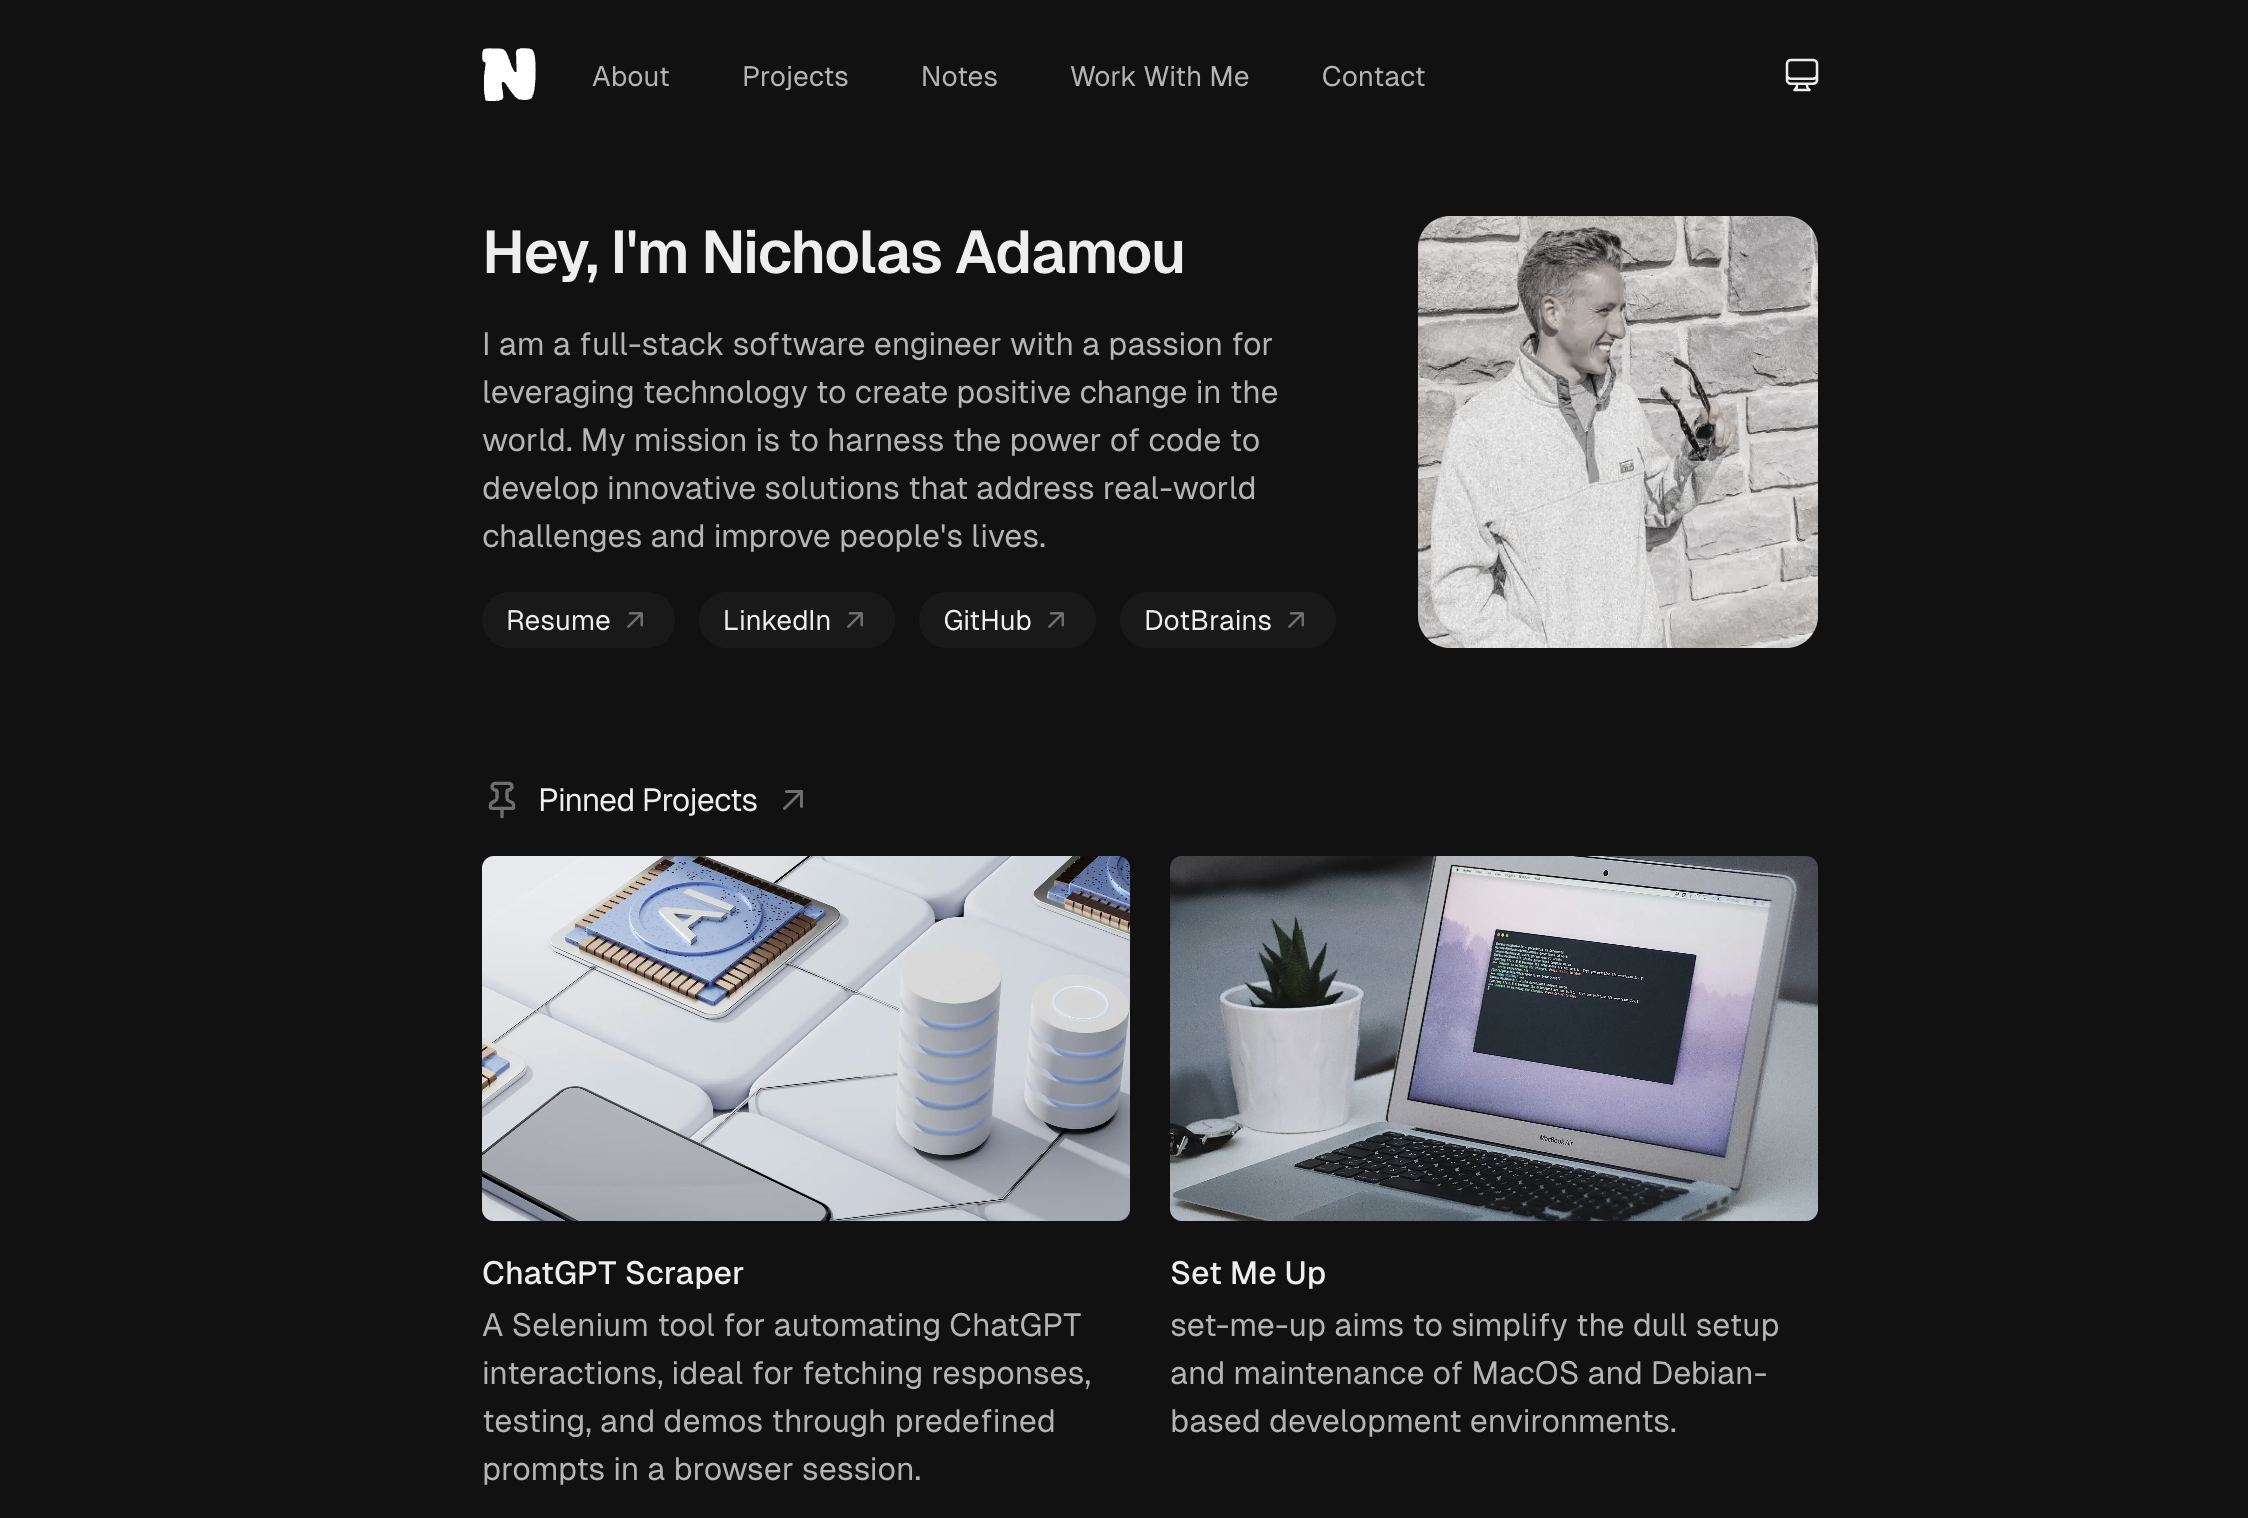 N
About
Projects
Notes
Work With Me
Contact
Hey, I'm Nicholas Adamou
I am a full-stack software engineer with a passion for
leveraging technology to create positive change in the
world. My mission is to harness the power of code to
develop innovative solutions that address real-world
challenges and improve people's lives.
Resume
LinkedIn
GitHub
DotBrains
Pinned Projects
AI
MacBook Air
ChatGPT Scraper
A Selenium tool for automating ChatGPT
interactions, ideal for fetching responses,
testing, and demos through predefined
prompts in a browser session.
Set Me Up
set-me-up aims to simplify the dull setup
and maintenance of MacOS and Debian-
based development environments.